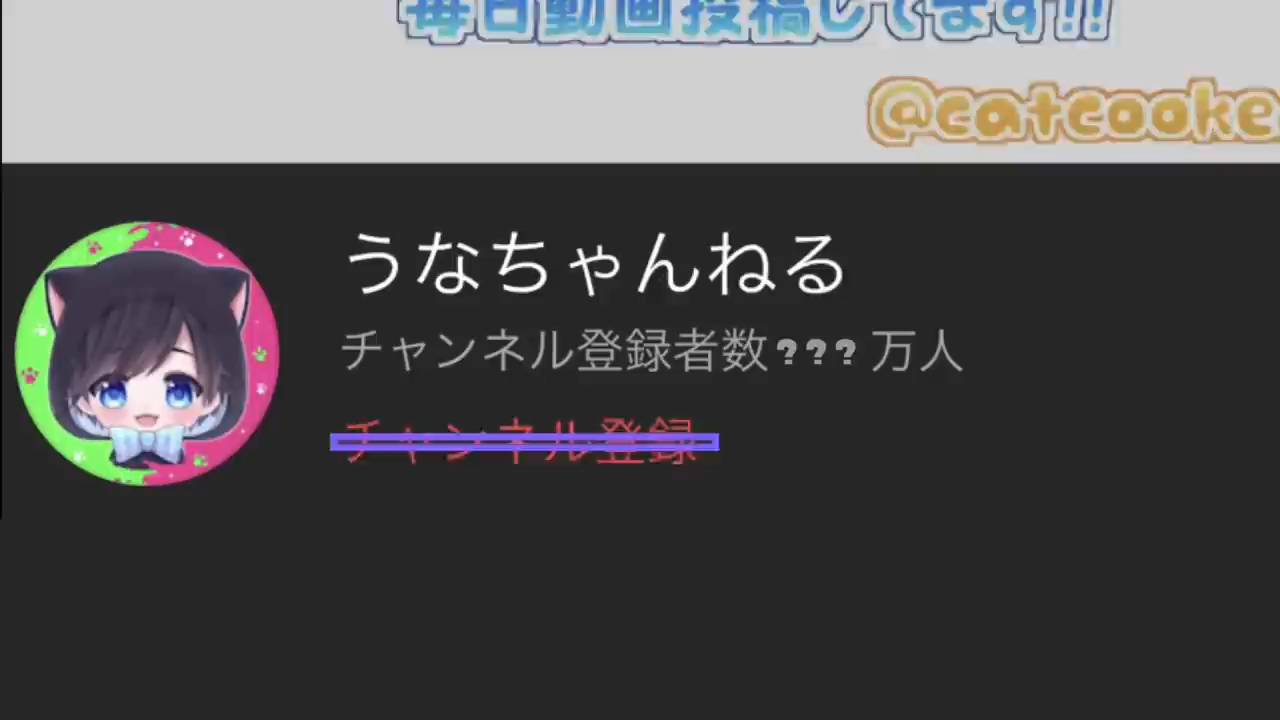 毎日動画投稿してます!!
@catcooke
うなちゃんねる
チャンネル登録者数??? 万人
チャンネル登録